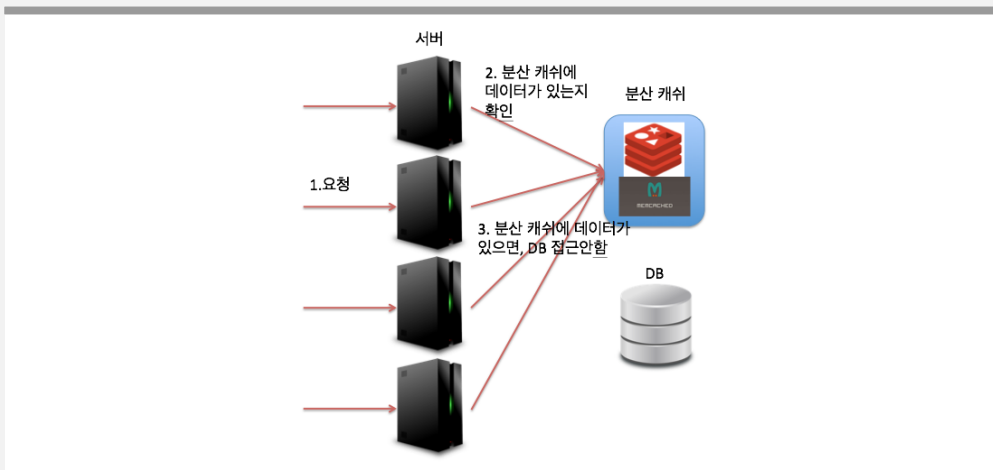 서버
2. 분산 캐쉬에
데이터가 있는지
확인
분산 캐쉬
MEMCACHED
1.요청
3. 분산 캐쉬에 데이터가
있으면, DB 접근안함
DB